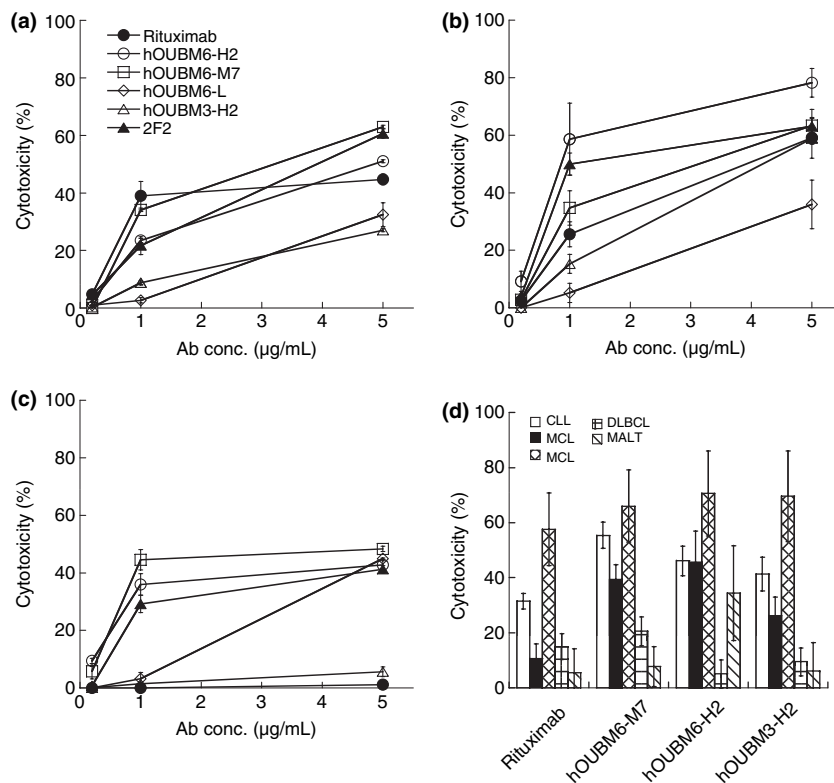 (a)
100
80
60
40
20
0
Cytotoxicity (%)
Rituximab
hOUBM6-H2
hOUBM6-M7
hOUBM6-L
hOUBM3-H2
2F2
0 1 2 3 4 5
Ab conc. (µg/mL)
(b)
100
80
60
40
20
0
Cytotoxicity (%)
0 1 2 3 4 5
Ab conc. (µg/mL)
(c)
100
80
60
40
20
0
Cytotoxicity (%)
0 1 2 3 4 5
Ab conc. (µg/mL)
(d)
100
80
60
40
20
0
Cytotoxicity (%)
CLL DLBCL
MCL MALT
MCL
Rituximab
hOUBM6-M7
hOUBM6-H2
hOUBM3-H2